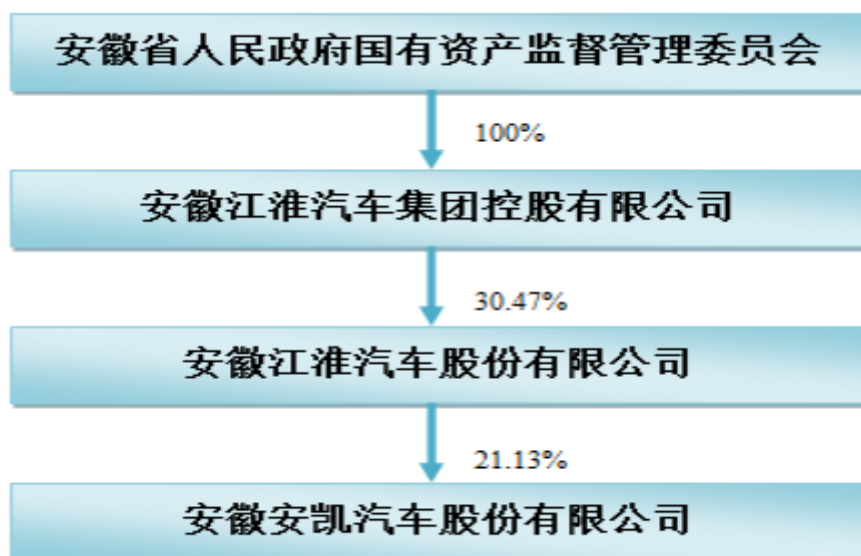 安徽省人民政府国有资产监督管理委员会
100%
安徽江淮汽车集团控股有限公司
30.47%
安徽江淮汽车股份有限公司
21.13%
安徽安凯汽车股份有限公司